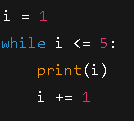 i = 1
while i <= 5:
    print(i)
    i += 1